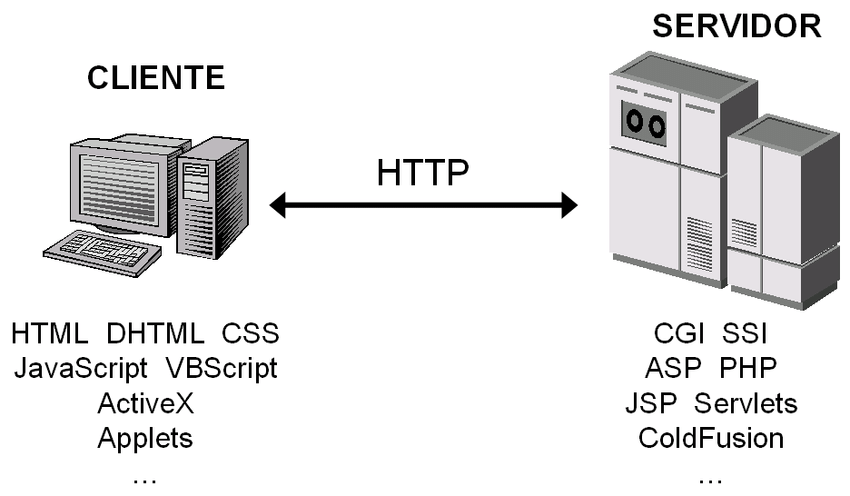 SERVIDOR
CLIENTE
HTTP
HTML DHTML CSS
JavaScript VBScript
ActiveX
Applets
...
CGI SSI
ASP PHP
JSP Servlets
ColdFusion
...